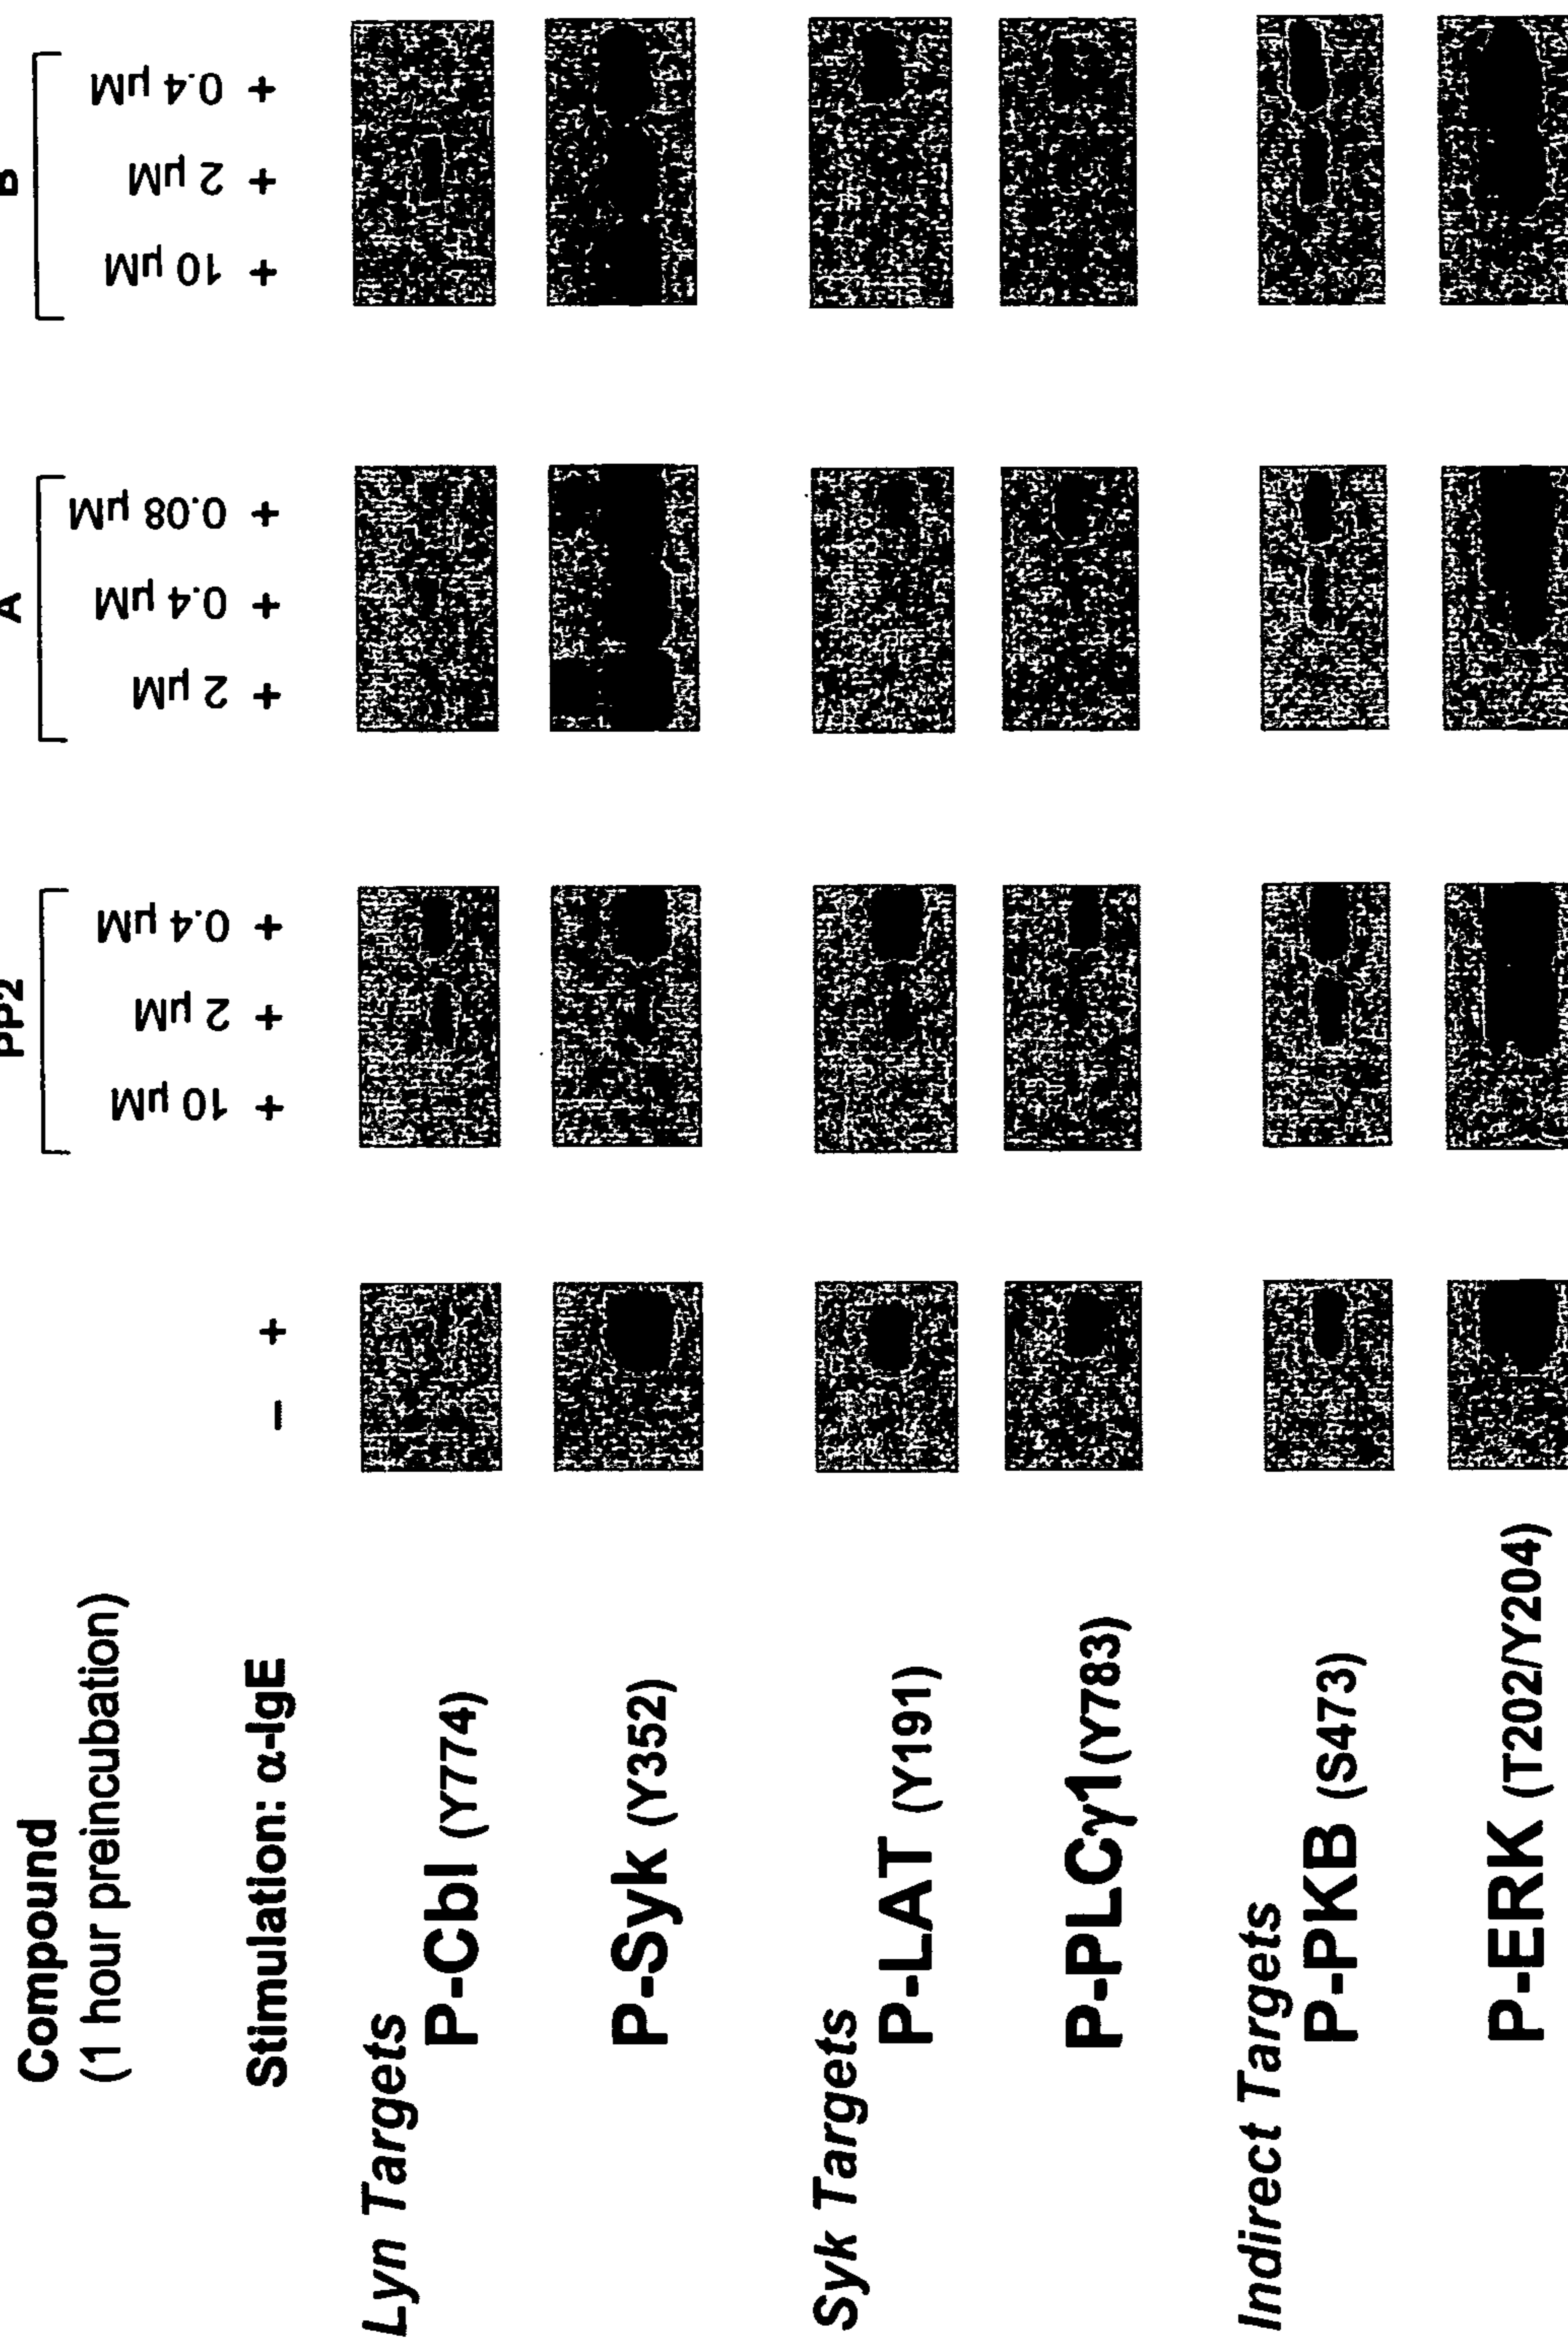 Compound
(1 hour preincubation)
PP2
A
B
10 µM 2 µM 0.4 µM
2 µM 0.4 µM 0.08 µM
10 µM 2 µM 0.4 µM
Stimulation: α-IgE
− +
+ + +
+ + +
+ + +
Lyn Targets
P-Cbl (Y774)
P-Syk (Y352)
Syk Targets
P-LAT (Y191)
P-PLCγ1(Y783)
Indirect Targets
P-PKB (S473)
P-ERK (T202/Y204)